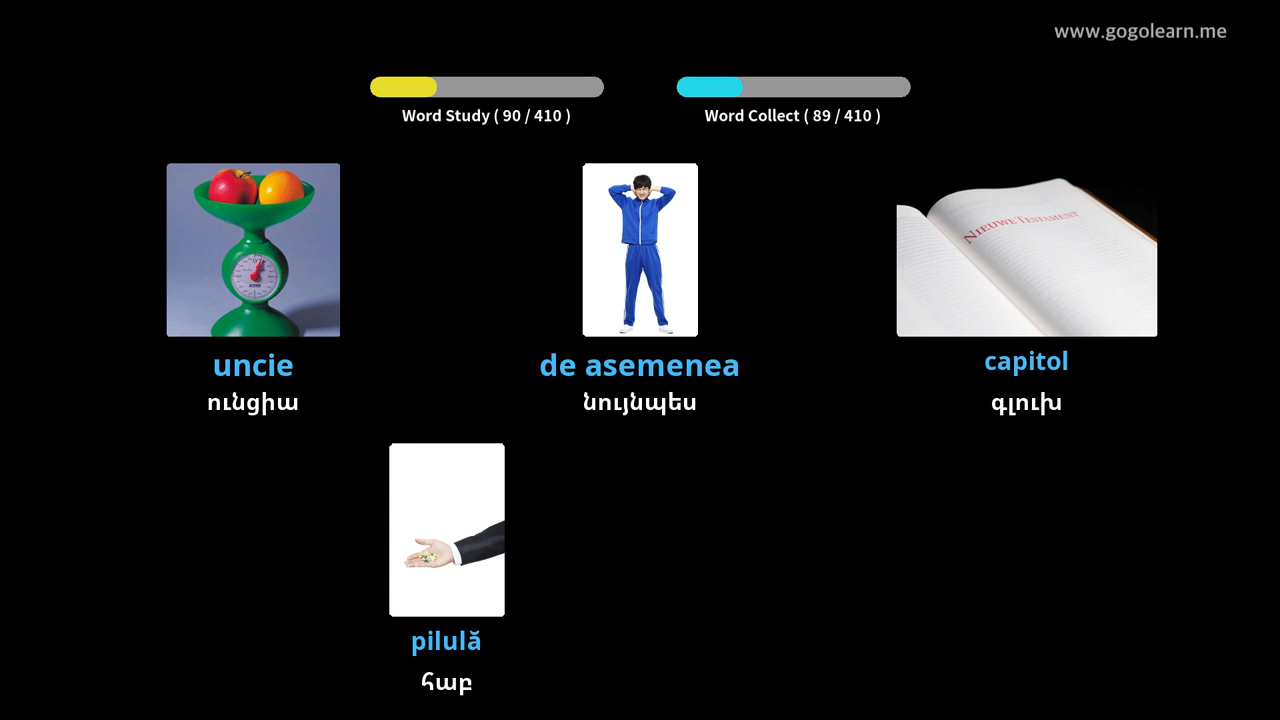 www.gogolearn.me
Word Study ( 90 / 410 )
Word Collect ( 89 / 410 )
NIEUWE TESTAMENT
uncie
de asemenea
capitol
ունցիա
նույնպես
գլուխ
pilulă
հաբ